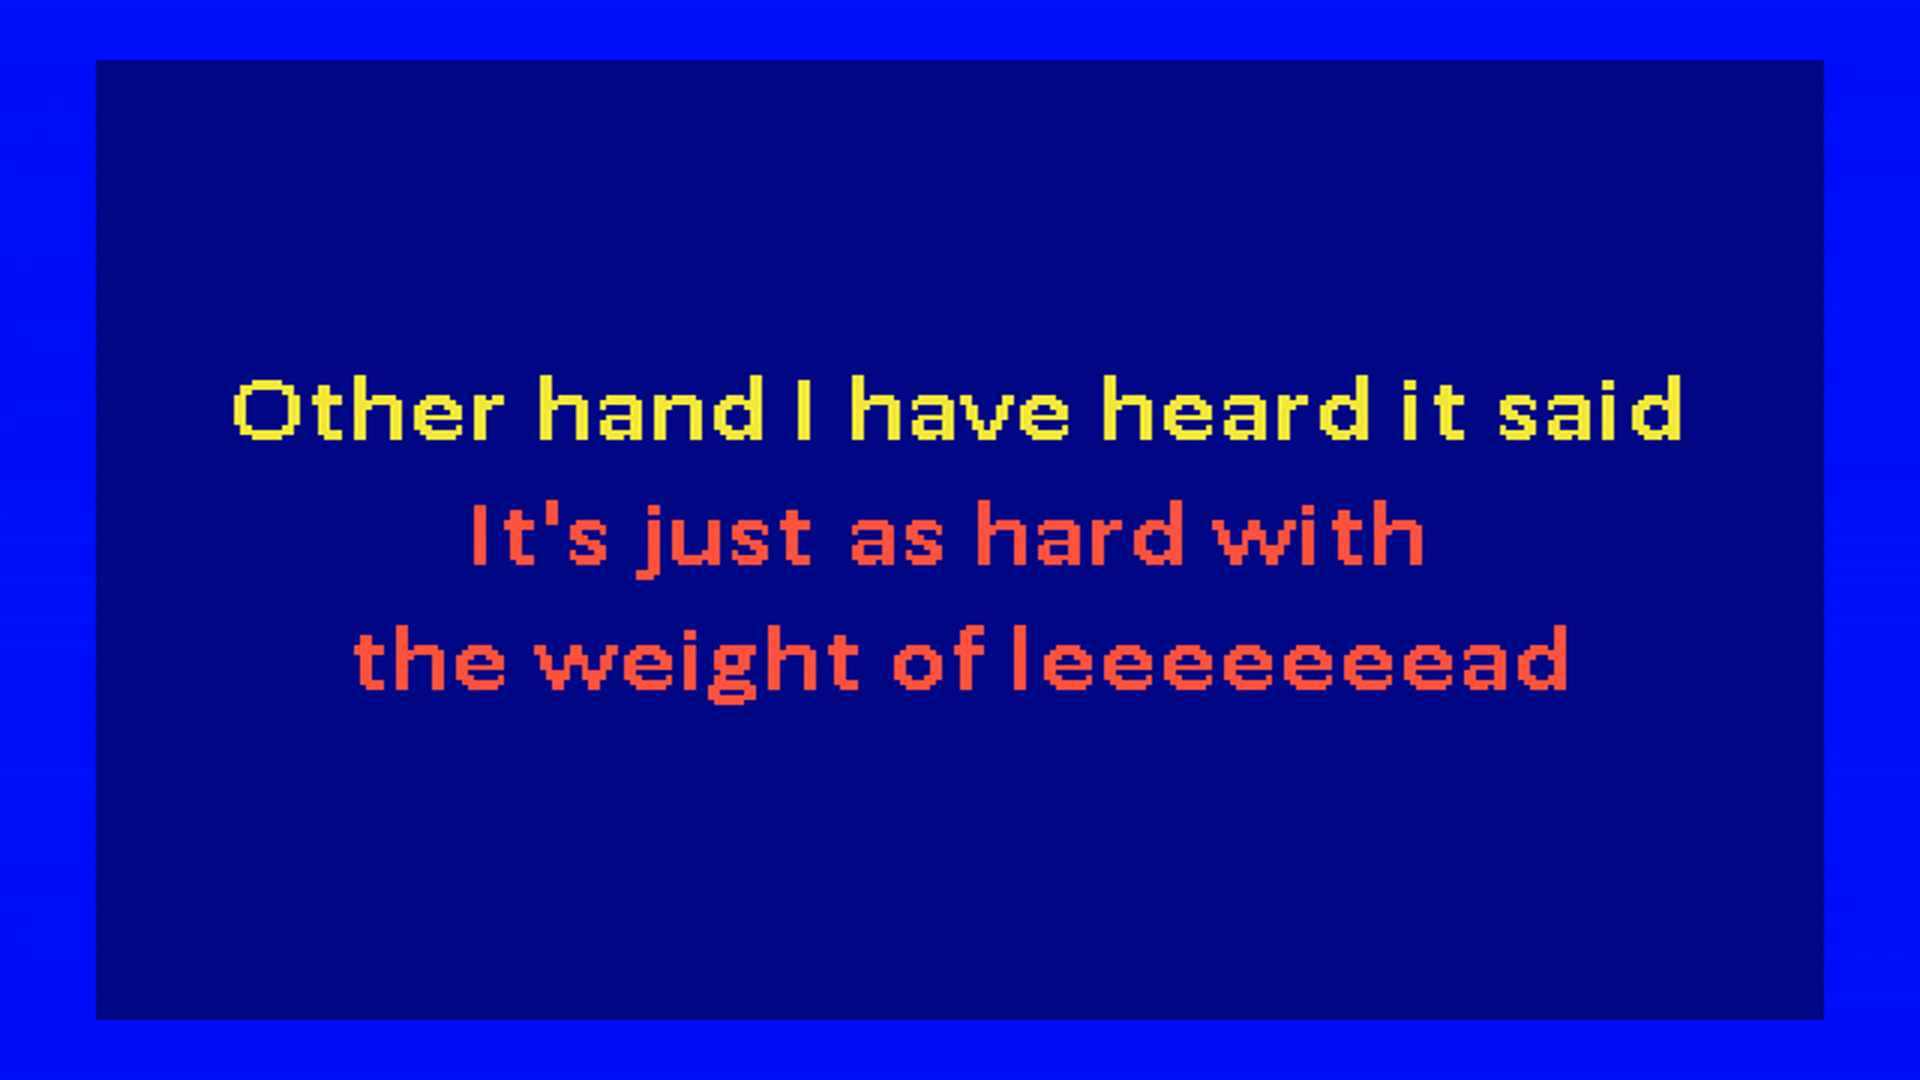 Other hand I have heard it said
It's just as hard with
the weight of leeeeeeead